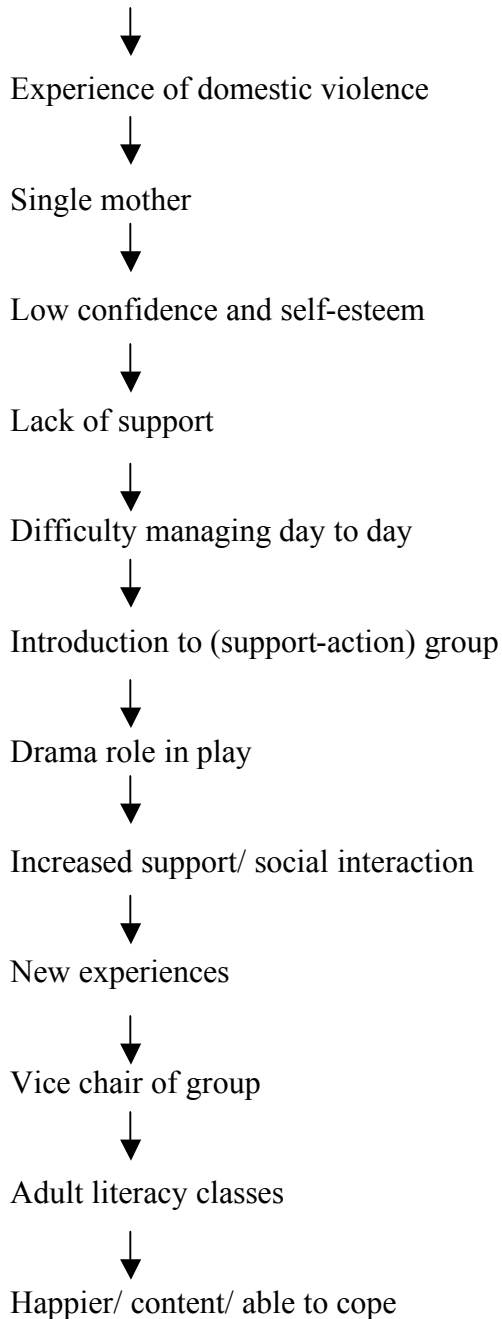 Experience of domestic violence
Single mother
Low confidence and self-esteem
Lack of support
Difficulty managing day to day
Introduction to (support-action) group
Drama role in play
Increased support/ social interaction
New experiences
Vice chair of group
Adult literacy classes
Happier/ content/ able to cope